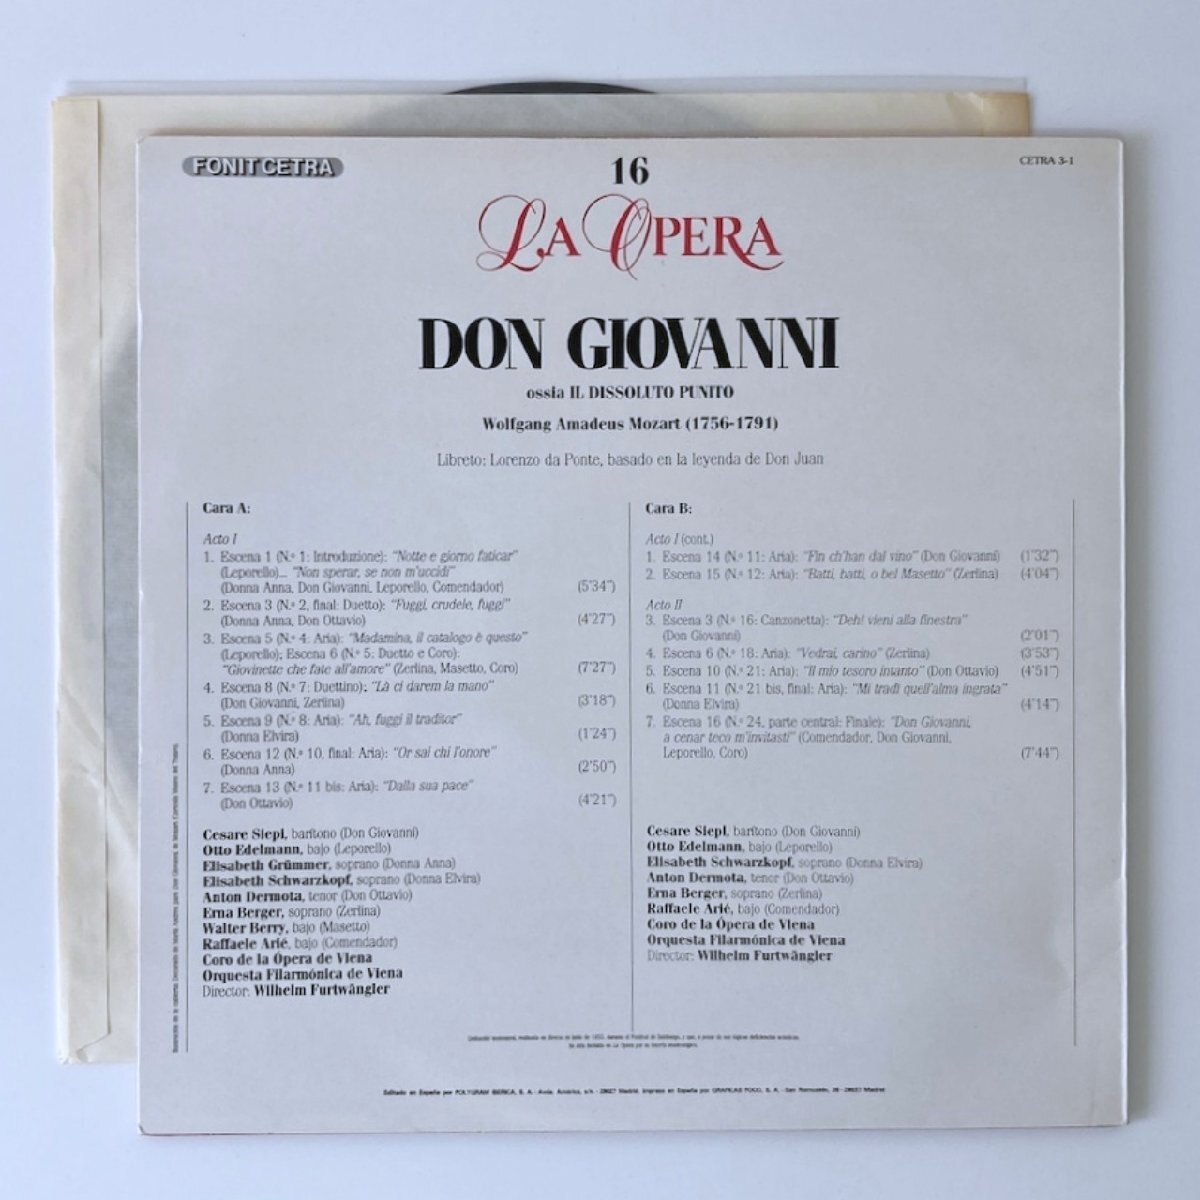 FONIT CETRA
16
CETRA 3-1
LA OPERA
DON GIOVANNI
ossia IL DISSOLUTO PUNITO
Wolfgang Amadeus Mozart (1756-1791)
Libreto: Lorenzo da Ponte, basado en la leyenda de Don Juan
Cara A:
Acto I
1. Escena 1 (N.º 1: Introduzione): "Notte e giorno faticar"
(Leporello)... "Non sperar, se non m'uccidi"
(Donna Anna, Don Giovanni, Leporello, Comendador) (5'34")
2. Escena 3 (N.º 2, final: Duetto): "Fuggi, crudele, fuggi"
(Donna Anna, Don Ottavio) (4'27")
3. Escena 5 (N.º 4: Aria): "Madamina, il catalogo è questo"
(Leporello); Escena 6 (N.º 5: Duetto e Coro):
"Giovinette che fate all'amore" (Zerlina, Masetto, Coro) (7'27")
4. Escena 8 (N.º 7: Duettino): "Là ci darem la mano"
(Don Giovanni, Zerlina) (3'18")
5. Escena 9 (N.º 8: Aria): "Ah, fuggi il traditor"
(Donna Elvira) (1'24")
6. Escena 12 (N.º 10, final: Aria): "Or sai chi l'onore"
(Donna Anna) (2'50")
7. Escena 13 (N.º 11 bis: Aria): "Dalla sua pace"
(Don Ottavio) (4'21")
Cesare Siepi, barítono (Don Giovanni)
Otto Edelmann, bajo (Leporello)
Elisabeth Grümmer, soprano (Donna Anna)
Elisabeth Schwarzkopf, soprano (Donna Elvira)
Anton Dermota, tenor (Don Ottavio)
Erna Berger, soprano (Zerlina)
Walter Berry, bajo (Masetto)
Raffaele Arié, bajo (Comendador)
Coro de la Ópera de Viena
Orquesta Filarmónica de Viena
Director: Wilhelm Furtwängler
Cara B:
Acto I (cont.)
1. Escena 14 (N.º 11: Aria): "Fin ch'han dal vino" (Don Giovanni) (1'32")
2. Escena 15 (N.º 12: Aria): "Batti, batti, o bel Masetto" (Zerlina) (4'04")
Acto II
3. Escena 3 (N.º 16: Canzonetta): "Deh! vieni alla finestra"
(Don Giovanni) (2'01")
4. Escena 6 (N.º 18: Aria): "Vedrai, carino" (Zerlina) (3'53")
5. Escena 10 (N.º 21: Aria): "Il mio tesoro intanto" (Don Ottavio) (4'51")
6. Escena 11 (N.º 21 bis, final: Aria): "Mi tradì quell'alma ingrata"
(Donna Elvira) (4'14")
7. Escena 16 (N.º 24, parte central: Finale): "Don Giovanni,
a cenar teco m'invitasti" (Comendador, Don Giovanni,
Leporello, Coro) (7'44")
Cesare Siepi, barítono (Don Giovanni)
Otto Edelmann, bajo (Leporello)
Elisabeth Schwarzkopf, soprano (Donna Elvira)
Anton Dermota, tenor (Don Ottavio)
Erna Berger, soprano (Zerlina)
Raffaele Arié, bajo (Comendador)
Coro de la Ópera de Viena
Orquesta Filarmónica de Viena
Director: Wilhelm Furtwängler
Editado en España por POLYGRAM IBERICA, S. A. - Avda. América, s/n - 28027 Madrid. Impreso en España por GRAFICAS